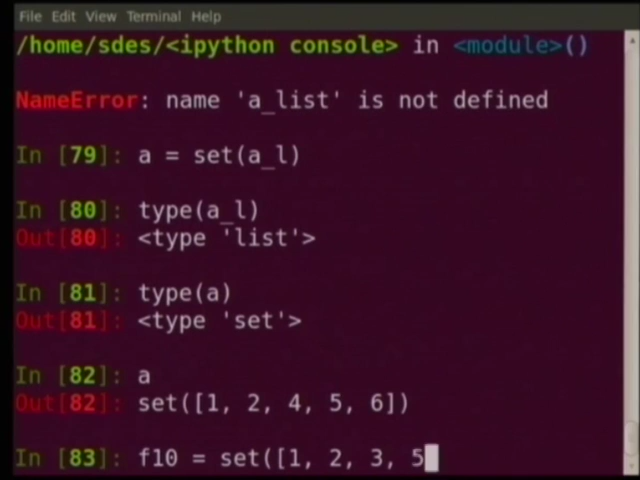 File Edit View Terminal Help
/home/sdes/<ipython console> in <module>()
NameError: name 'a_list' is not defined
In [79]: a = set(a_l)
In [80]: type(a_l)
Out[80]: <type 'list'>
In [81]: type(a)
Out[81]: <type 'set'>
In [82]: a
Out[82]: set([1, 2, 4, 5, 6])
In [83]: f10 = set([1, 2, 3, 5